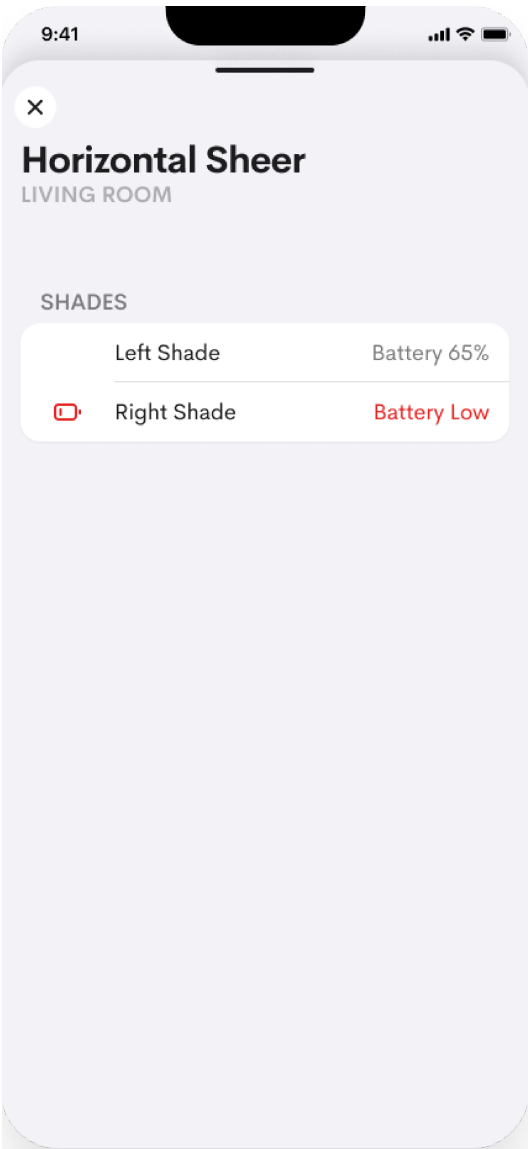 9:41
Horizontal Sheer
LIVING ROOM
SHADES
Left Shade Battery 65%
Right Shade Battery Low